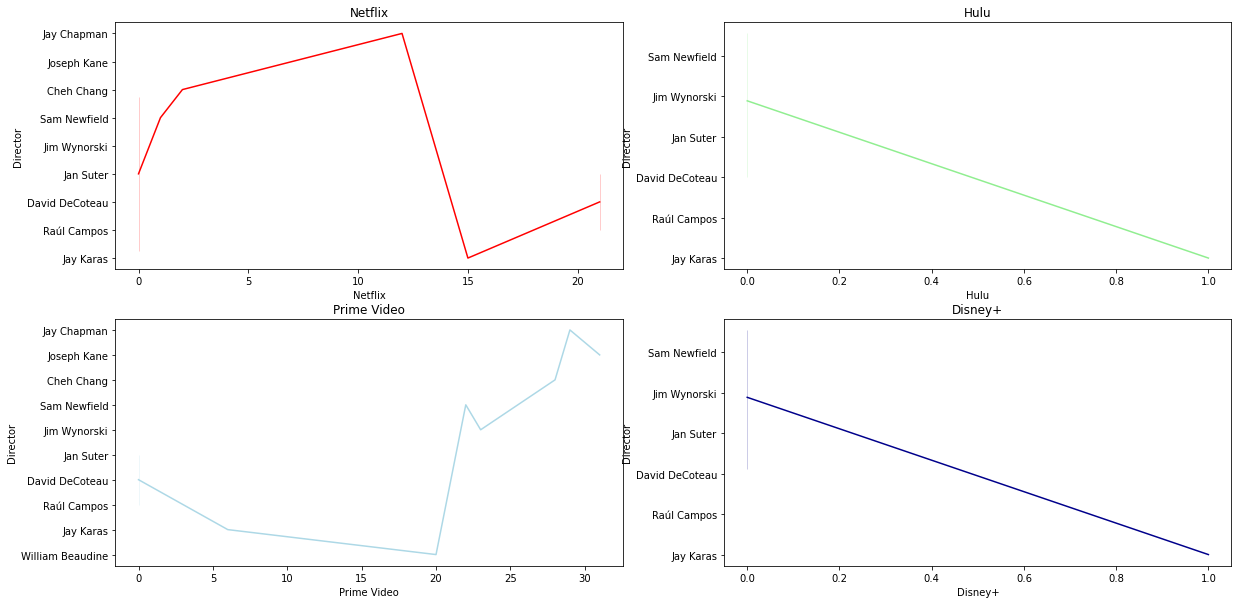 Netflix
Jay Chapman
Joseph Kane
Cheh Chang
Sam Newfield
Jim Wynorski
Jan Suter
David DeCoteau
Raúl Campos
Jay Karas
Director
0 5 10 15 20
Netflix
Hulu
Sam Newfield
Jim Wynorski
Jan Suter
David DeCoteau
Raúl Campos
Jay Karas
Director
0.0 0.2 0.4 0.6 0.8 1.0
Hulu
Prime Video
Jay Chapman
Joseph Kane
Cheh Chang
Sam Newfield
Jim Wynorski
Jan Suter
David DeCoteau
Raúl Campos
Jay Karas
William Beaudine
Director
0 5 10 15 20 25 30
Prime Video
Disney+
Sam Newfield
Jim Wynorski
Jan Suter
David DeCoteau
Raúl Campos
Jay Karas
Director
0.0 0.2 0.4 0.6 0.8 1.0
Disney+